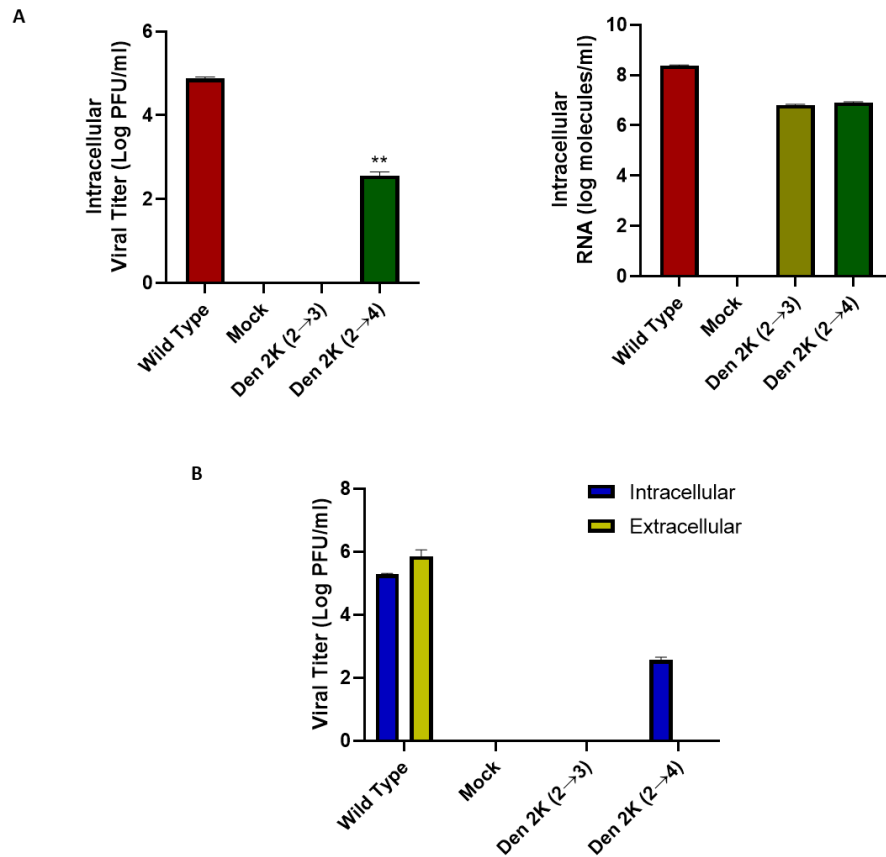 A
Intracellular
Viral Titer (Log PFU/ml)
6
4
2
0
**
Wild Type
Mock
Den 2K (2→3)
Den 2K (2→4)
Intracellular
RNA (log molecules/ml)
10
8
6
4
2
0
Wild Type
Mock
Den 2K (2→3)
Den 2K (2→4)
B
Viral Titer (Log PFU/ml)
8
6
4
2
0
Intracellular
Extracellular
Wild Type
Mock
Den 2K (2→3)
Den 2K (2→4)